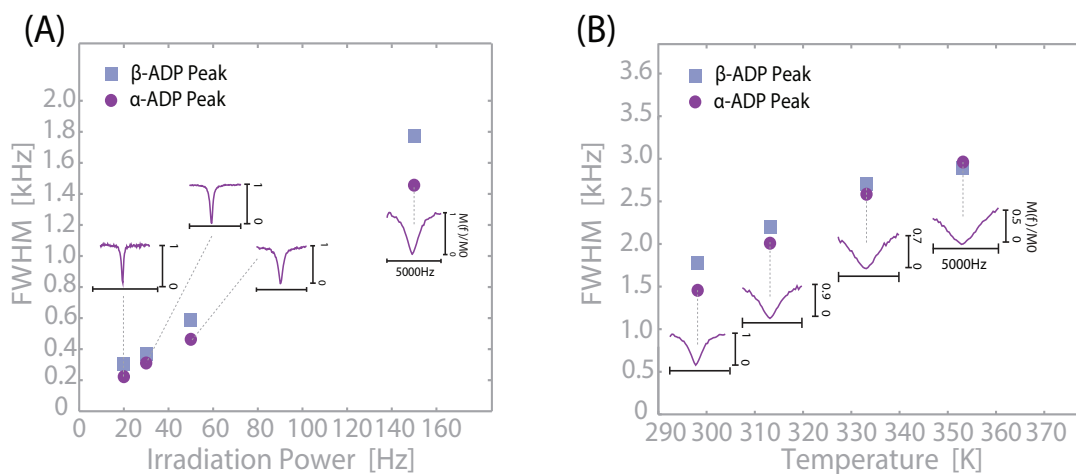 (A)
β-ADP Peak
α-ADP Peak
FWHM [kHz]
2.0
1.8
1.6
1.4
1.2
1.0
0.8
0.6
0.4
0.2
0
0 20 40 60 80 100 120 140 160
Irradiation Power [Hz]
1
0
1
0
1
0
1
0
M(f)/M0
5000Hz
(B)
β-ADP Peak
α-ADP Peak
FWHM [kHz]
3.6
3.0
2.5
2.0
1.5
1.0
0.5
0
290 300 310 320 330 340 350 360 370
Temperature [K]
1
0
0.9
0
0.7
0
0.5
0
M(f)/M0
5000Hz